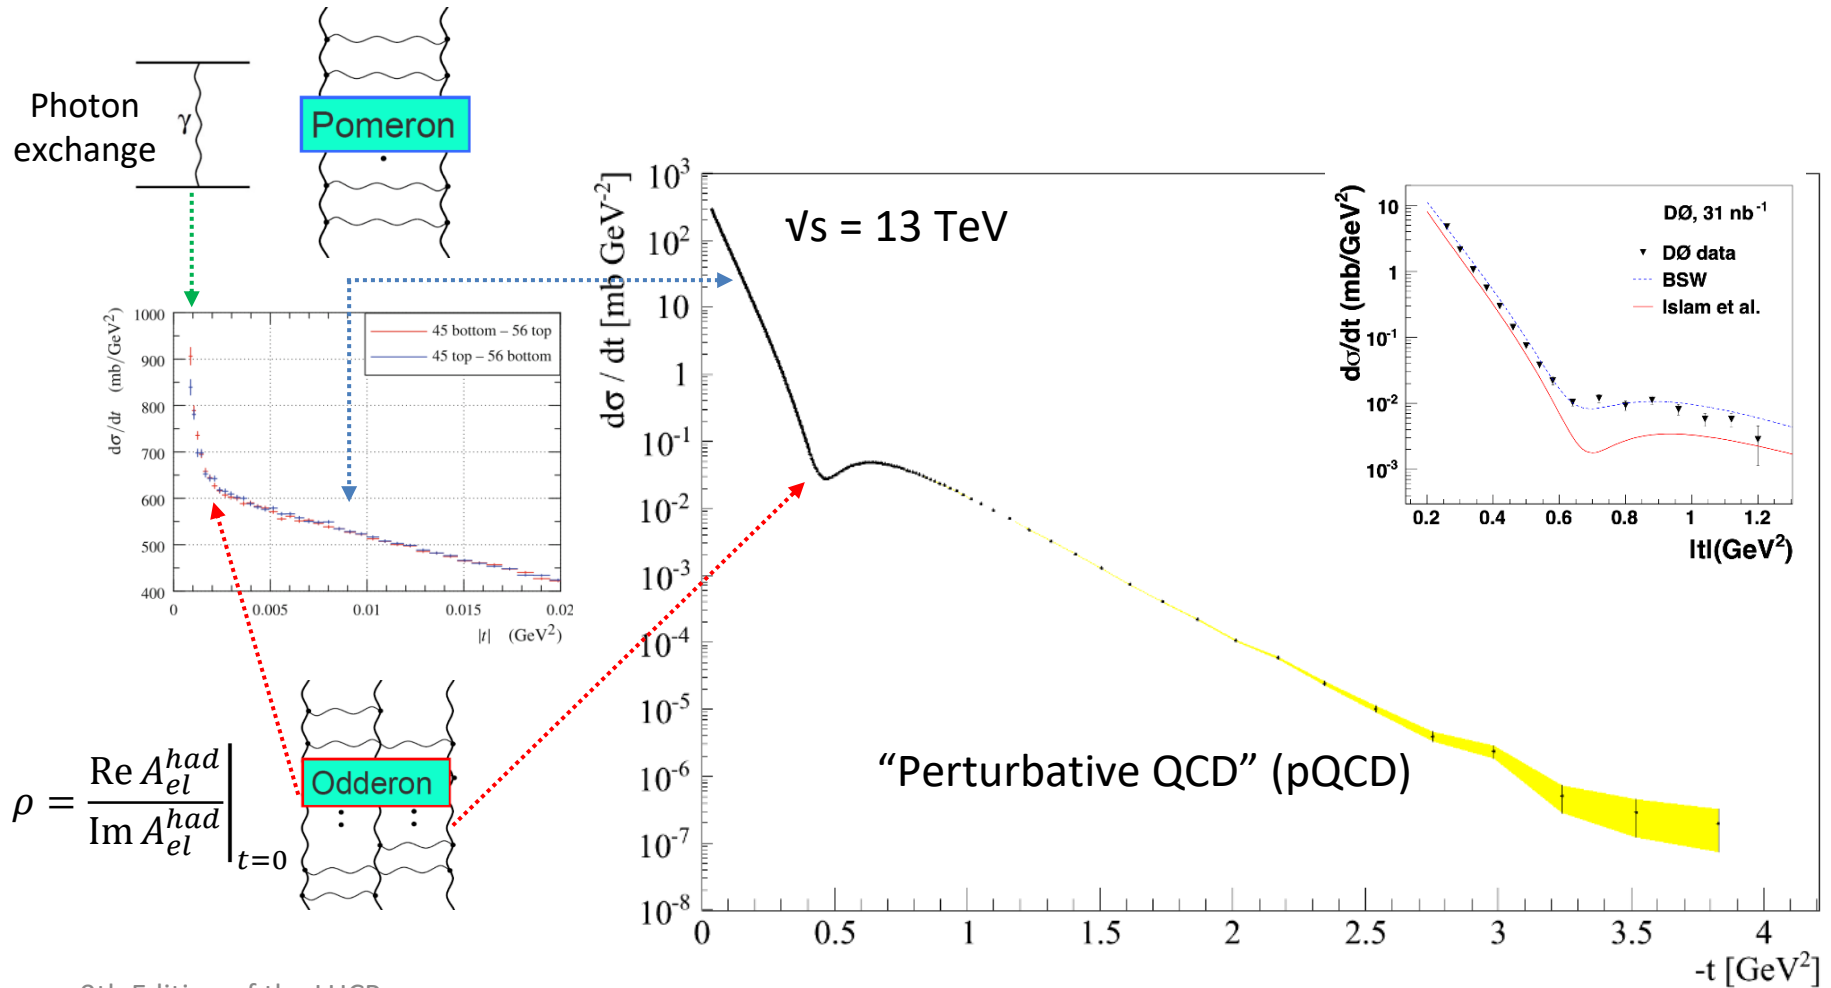 Photon
exchange
γ
Pomeron
dσ/dt (mb/GeV²)
1000
900
800
700
600
500
400
45 bottom – 56 top
45 top – 56 bottom
0
0.005
0.01
0.015
0.02
|t| (GeV²)
Odderon
ρ = Re A_el^had / Im A_el^had |t=0
dσ / dt [mb GeV⁻²]
10³
10²
10
1
10⁻¹
10⁻²
10⁻³
10⁻⁴
10⁻⁵
10⁻⁶
10⁻⁷
10⁻⁸
√s = 13 TeV
“Perturbative QCD” (pQCD)
0
0.5
1
1.5
2
2.5
3
3.5
4
-t [GeV²]
dσ/dt (mb/GeV²)
10
1
10⁻¹
10⁻²
10⁻³
DØ, 31 nb⁻¹
DØ data
BSW
Islam et al.
0.2
0.4
0.6
0.8
1
1.2
|t|(GeV²)